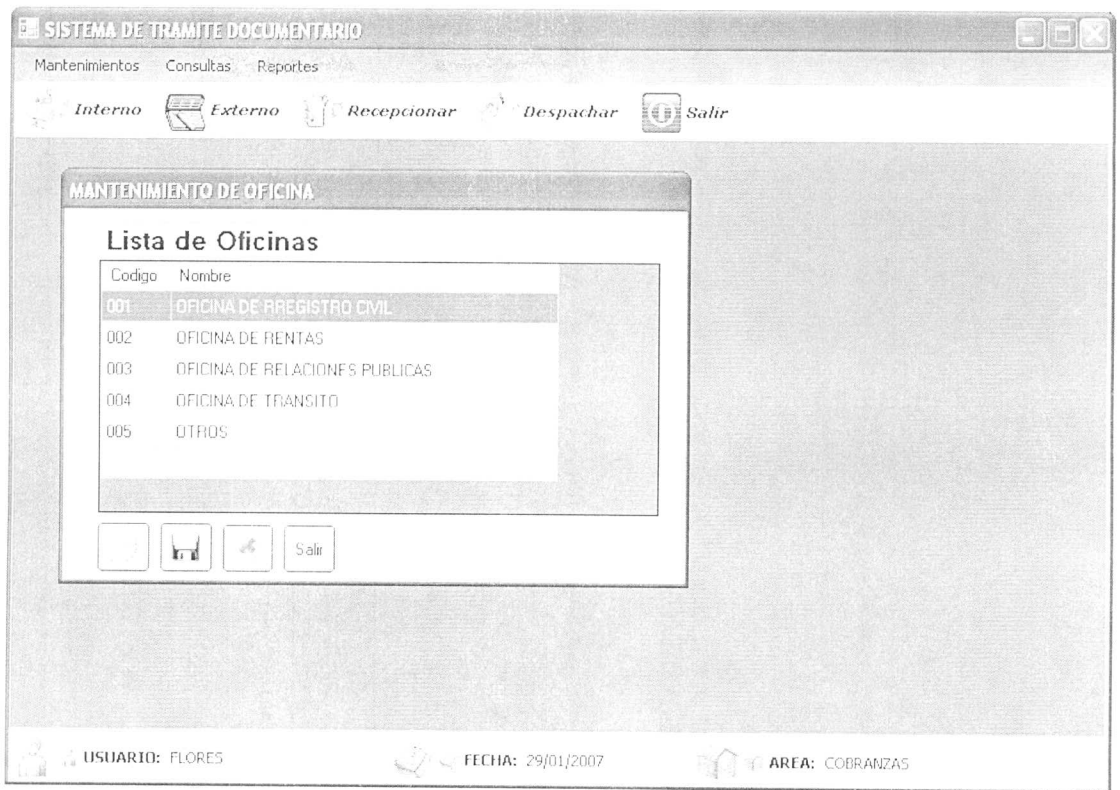 SISTEMA DE TRAMITE DOCUMENTARIO
Mantenimientos Consultas Reportes
Interno Externo Recepcionar Despachar Salir
MANTENIMIENTO DE OFICINA
Lista de Oficinas
Codigo Nombre
001 OFICINA DE RREGISTRO CIVIL
002 OFICINA DE RENTAS
003 OFICINA DE RELACIONES PUBLICAS
004 OFICINA DE TRANSITO
005 OTROS
Salir
USUARIO: FLORES FECHA: 29/01/2007 AREA: COBRANZAS